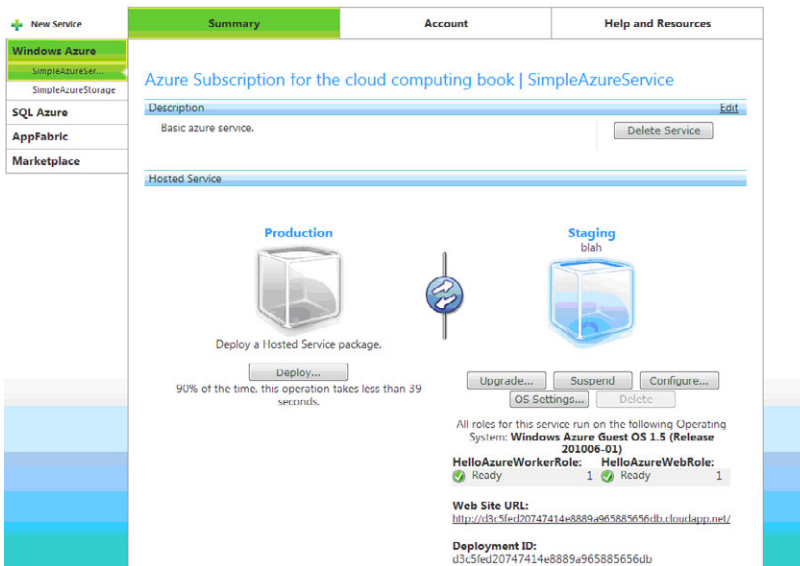 New Service
Summary
Account
Help and Resources
Windows Azure
SimpleAzureSer...
SimpleAzureStorage
SQL Azure
AppFabric
Marketplace
Azure Subscription for the cloud computing book | SimpleAzureService
Description
Edit
Basic azure service.
Delete Service
Hosted Service
Production
Deploy a Hosted Service package.
Deploy...
90% of the time, this operation takes less than 39
seconds.
Staging
blah
Upgrade...
Suspend
Configure...
OS Settings...
Delete
All roles for this service run on the following Operating
System: Windows Azure Guest OS 1.5 (Release
201006-01)
HelloAzureWorkerRole: HelloAzureWebRole:
Ready 1 Ready 1
Web Site URL:
http://d3c5fed20747414e8889a965885656db.cloudapp.net/
Deployment ID:
d3c5fed20747414e8889a965885656db